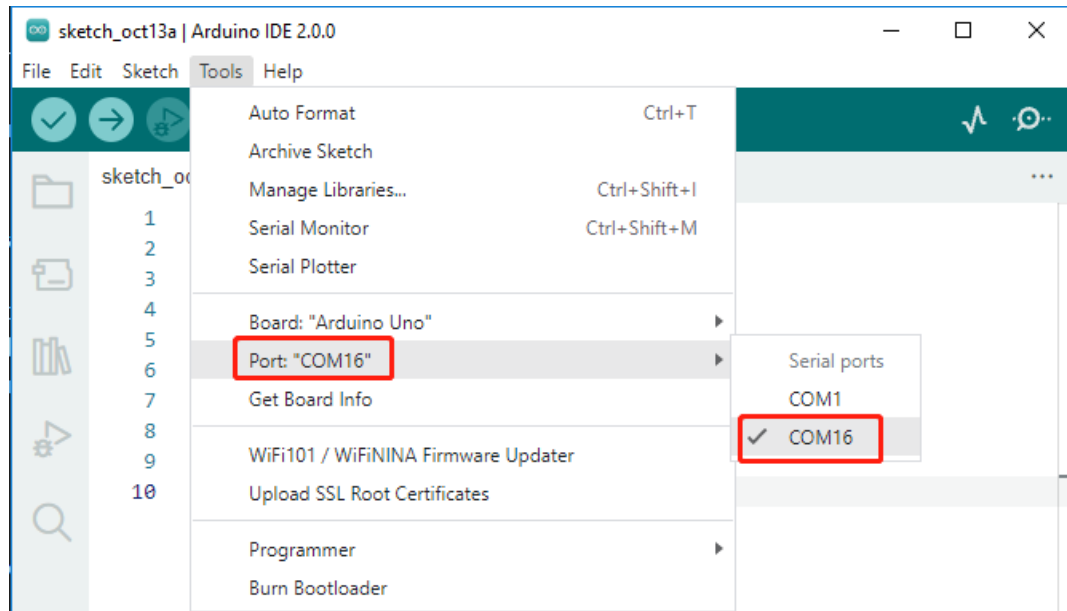 sketch_oct13a | Arduino IDE 2.0.0
File Edit Sketch Tools Help
Auto Format Ctrl+T
Archive Sketch
sketch_oc
Manage Libraries... Ctrl+Shift+I
Serial Monitor Ctrl+Shift+M
Serial Plotter
Board: "Arduino Uno"
Port: "COM16"
Get Board Info
WiFi101 / WiFiNINA Firmware Updater
Upload SSL Root Certificates
Programmer
Burn Bootloader
Serial ports
COM1
COM16
1
2
3
4
5
6
7
8
9
10